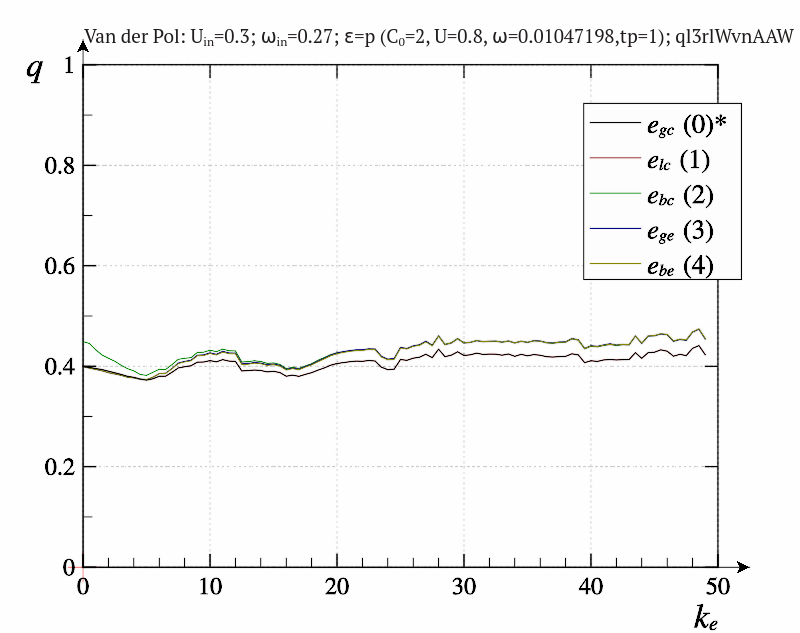 Van der Pol: Uin=0.3; ωin=0.27; ε=p (C0=2, U=0.8, ω=0.01047198,tp=1); ql3rlWvnAAW
q
1
0.8
0.6
0.4
0.2
0
0 10 20 30 40 50
ke
egc (0)*
elc (1)
ebc (2)
ege (3)
ebe (4)